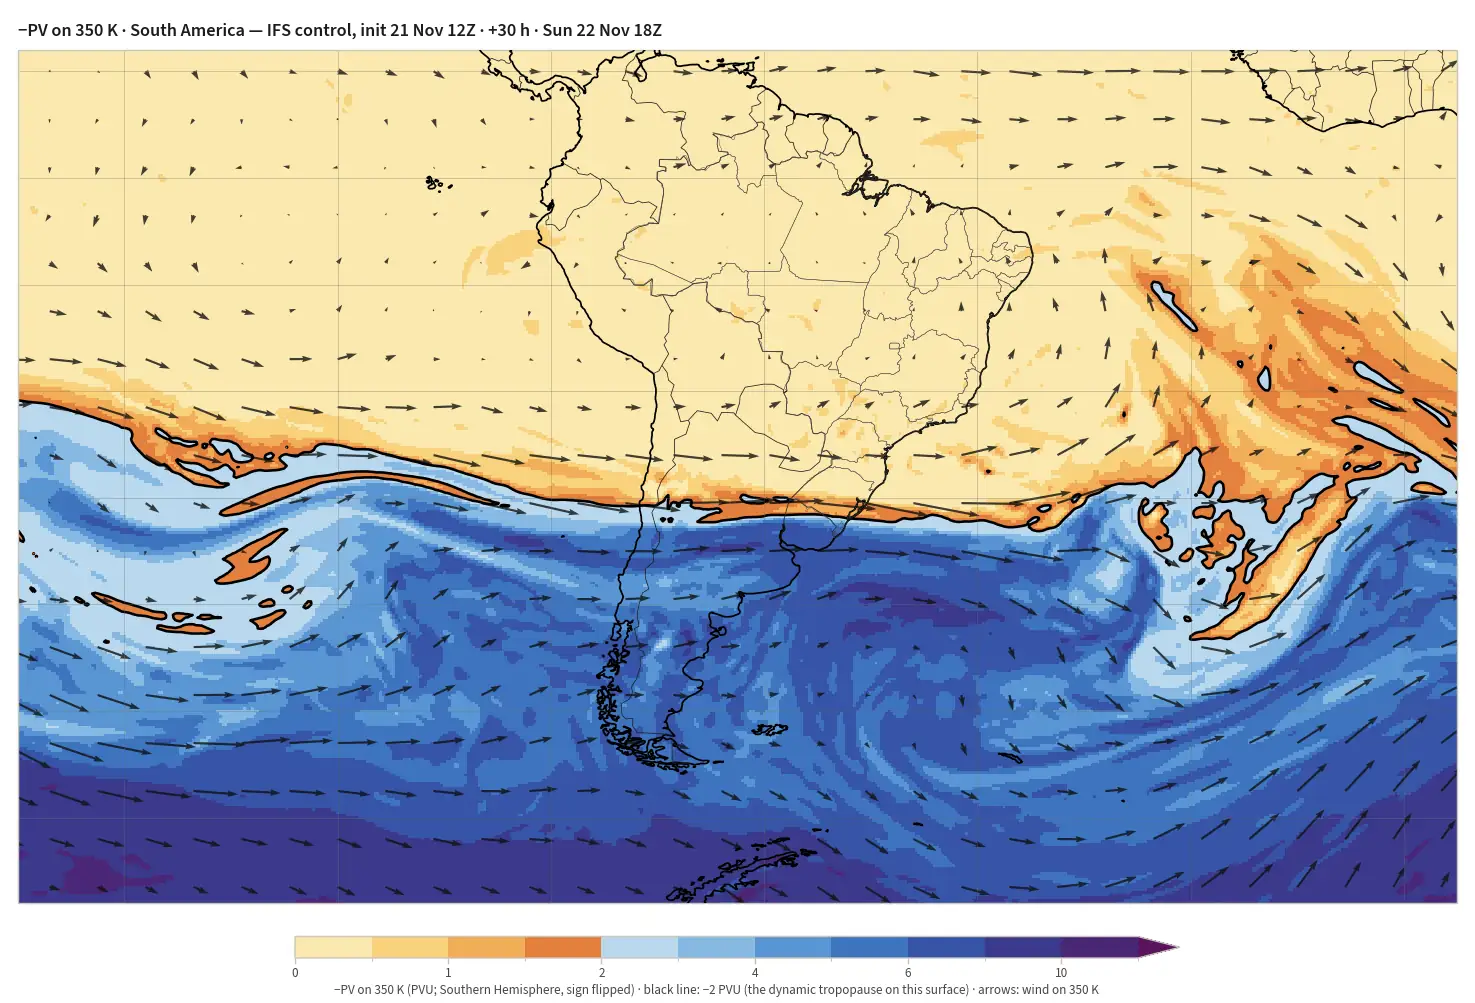 −PV on 350 K · South America — IFS control, init 21 Nov 12Z · +30 h · Sun 22 Nov 18Z
0 1 2 4 6 10
−PV on 350 K (PVU; Southern Hemisphere, sign flipped) · black line: −2 PVU (the dynamic tropopause on this surface) · arrows: wind on 350 K